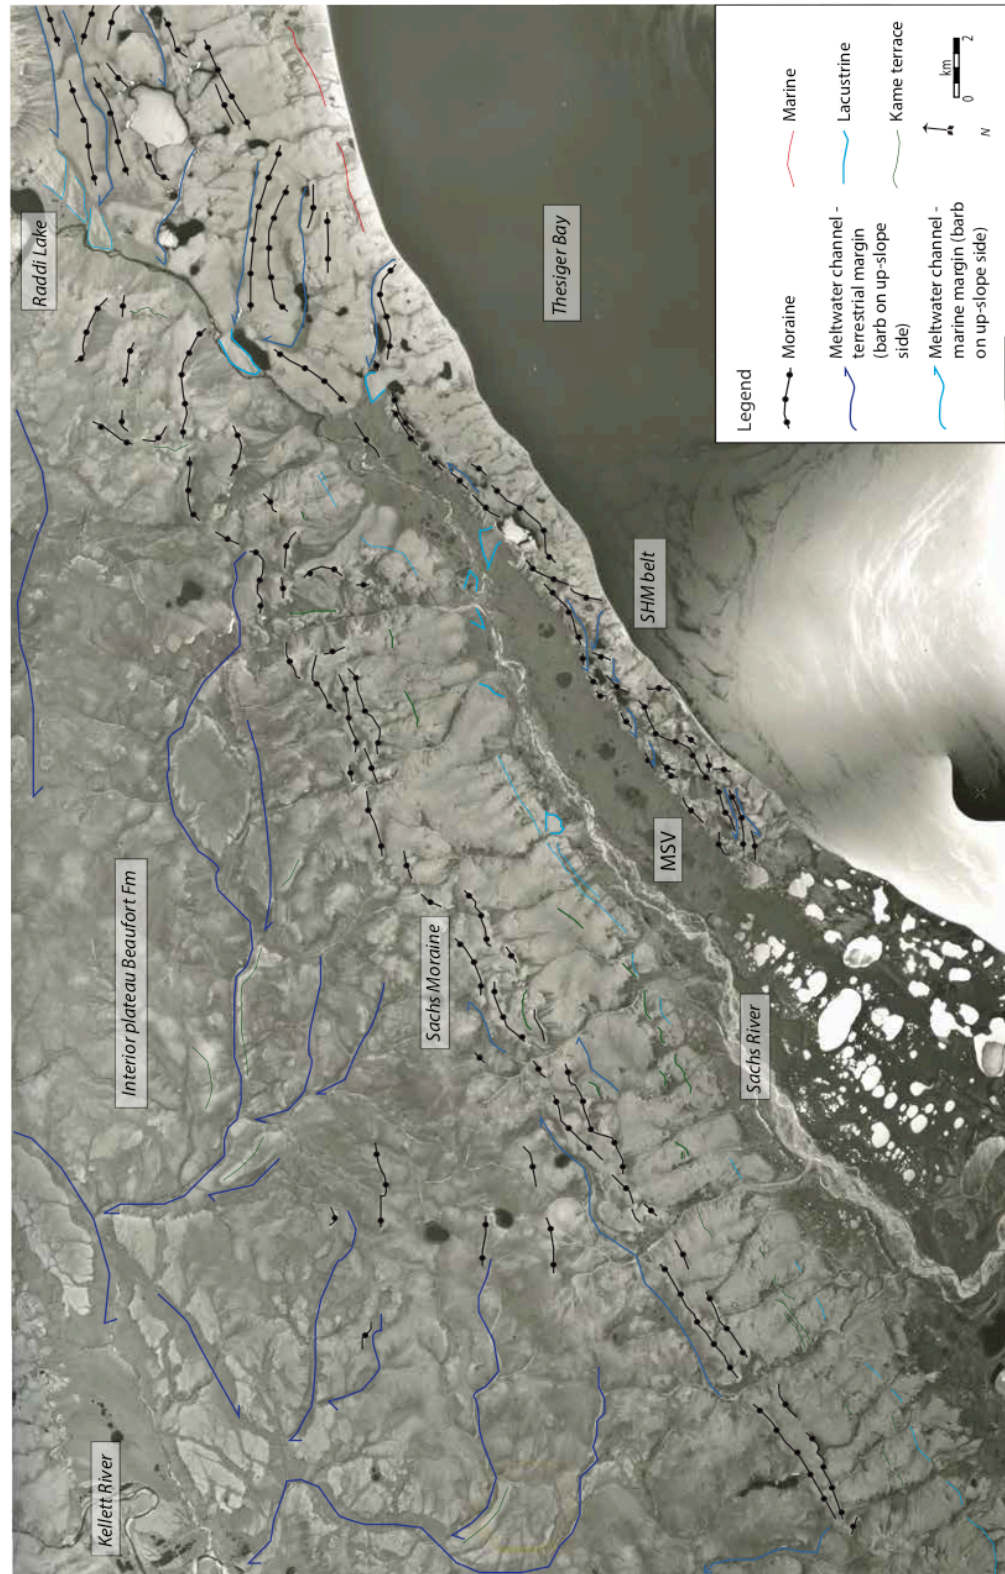 Raddi Lake
Interior plateau Beaufort Fm
Kellett River
Thesiger Bay
SHM belt
MSV
Sachs Moraine
Sachs River
Legend
Moraine
Meltwater channel -
terrestrial margin
(barb on up-slope
side)
Meltwater channel -
marine margin (barb
on up-slope side)
Marine
Lacustrine
Kame terrace
N
km
0 2